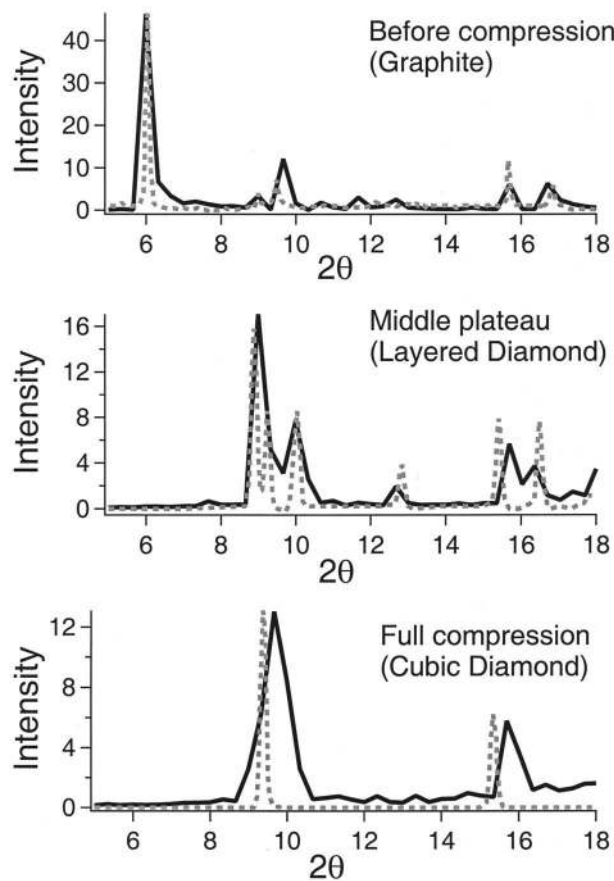 Before compression
(Graphite)
Intensity
40
30
20
10
0
6 8 10 12 14 16 18
2θ
Middle plateau
(Layered Diamond)
Intensity
16
12
8
4
0
6 8 10 12 14 16 18
2θ
Full compression
(Cubic Diamond)
Intensity
12
8
4
0
6 8 10 12 14 16 18
2θ